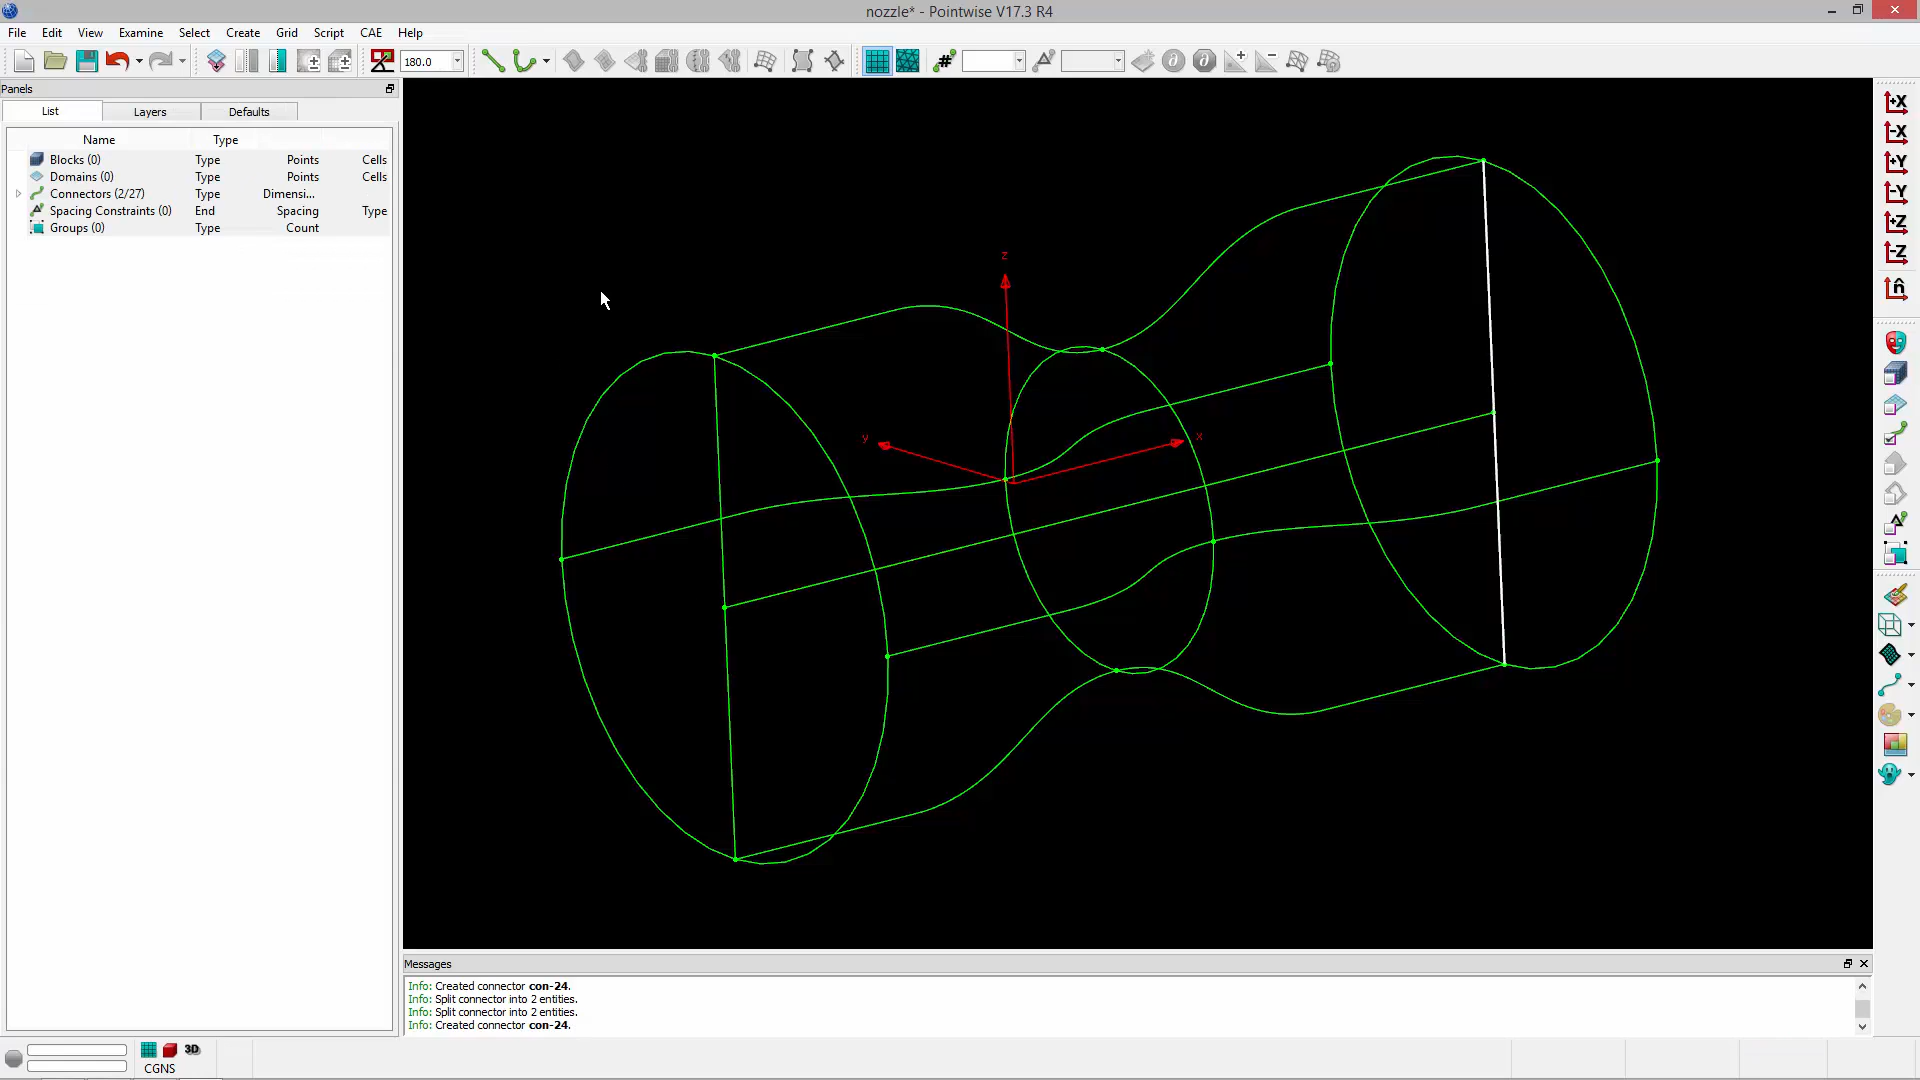 nozzle* - Pointwise V17.3 R4
File Edit View Examine Select Create Grid Script CAE Help
180.0
Panels
List Layers Defaults
Name Type
Blocks (0) Type Points Cells
Domains (0) Type Points Cells
Connectors (2/27) Type Dimensi...
Spacing Constraints (0) End Spacing Type
Groups (0) Type Count
z
y
x
+X
-X
+Y
-Y
+Z
-Z
n̂
Messages
Info: Created connector con-24.
Info: Split connector into 2 entities.
Info: Split connector into 2 entities.
Info: Created connector con-24.
3D
CGNS